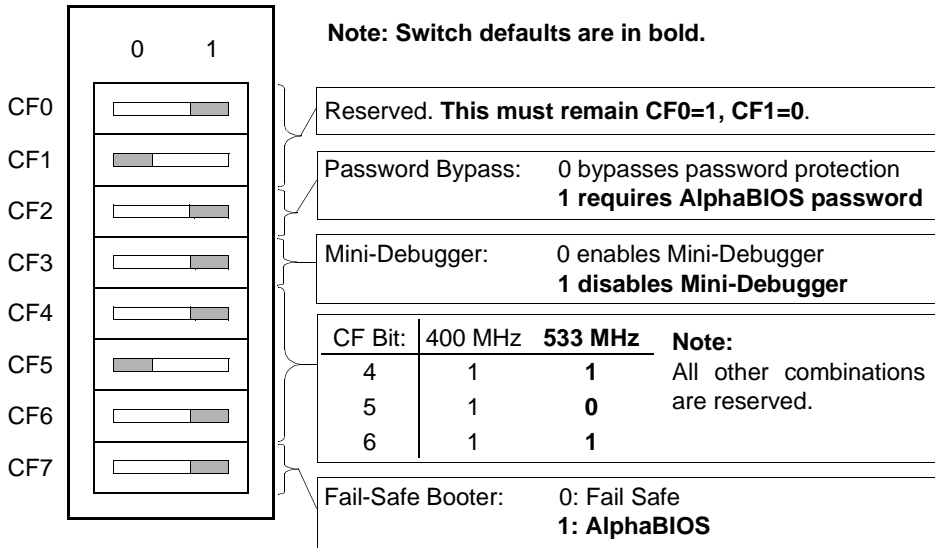 Note: Switch defaults are in bold.
0 1
CF0
CF1
CF2
CF3
CF4
CF5
CF6
CF7
Reserved. This must remain CF0=1, CF1=0.
Password Bypass: 0 bypasses password protection
1 requires AlphaBIOS password
Mini-Debugger: 0 enables Mini-Debugger
1 disables Mini-Debugger
CF Bit: 400 MHz 533 MHz
4 1 1
5 1 0
6 1 1
Note:
All other combinations
are reserved.
Fail-Safe Booter: 0: Fail Safe
1: AlphaBIOS